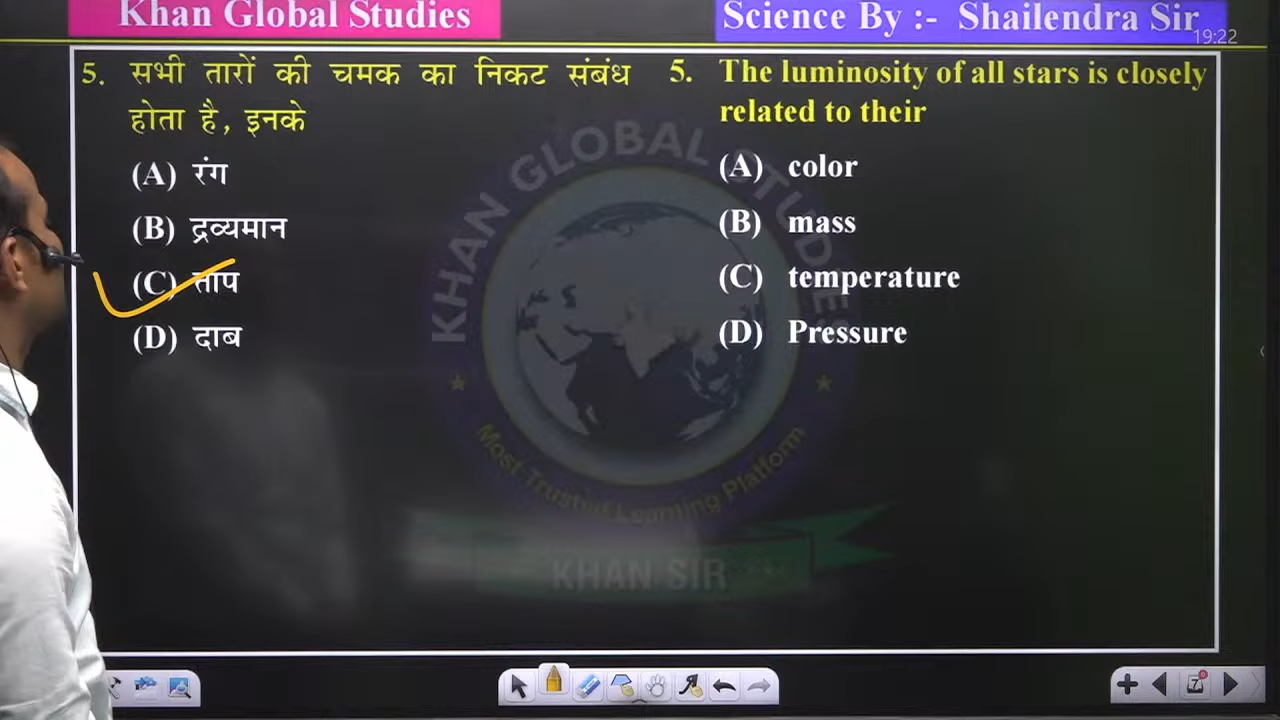 Khan Global Studies
Science By :- Shailendra Sir
19:22
5. सभी तारों की चमक का निकट संबंध
होता है, इनके
(A) रंग
(B) द्रव्यमान
(C) ताप
(D) दाब
5. The luminosity of all stars is closely
related to their
(A) color
(B) mass
(C) temperature
(D) Pressure
KHAN GLOBAL STUDIES
Most Trusted Learning Platform
KHAN SIR
7